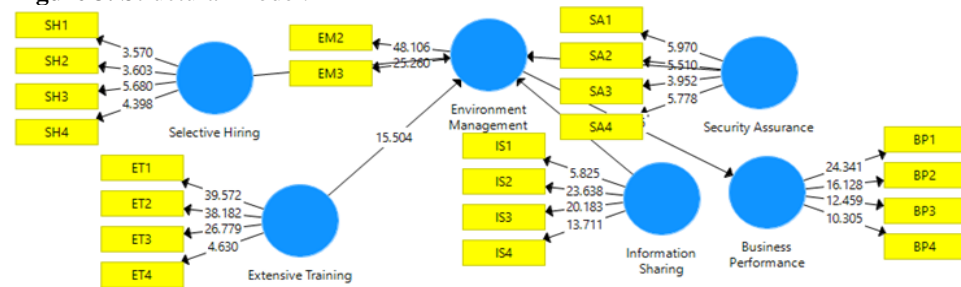 SH1
SH2
SH3
SH4
3.570
3.603
5.680
4.398
Selective Hiring
EM2
EM3
48.106
25.260
Environment
Management
SA1
SA2
SA3
SA4
5.970
5.510
3.952
5.778
Security Assurance
15.504
ET1
ET2
ET3
ET4
39.572
38.182
26.779
4.630
Extensive Training
IS1
IS2
IS3
IS4
5.825
23.638
20.183
13.711
Information
Sharing
Business
Performance
24.341
16.128
12.459
10.305
BP1
BP2
BP3
BP4